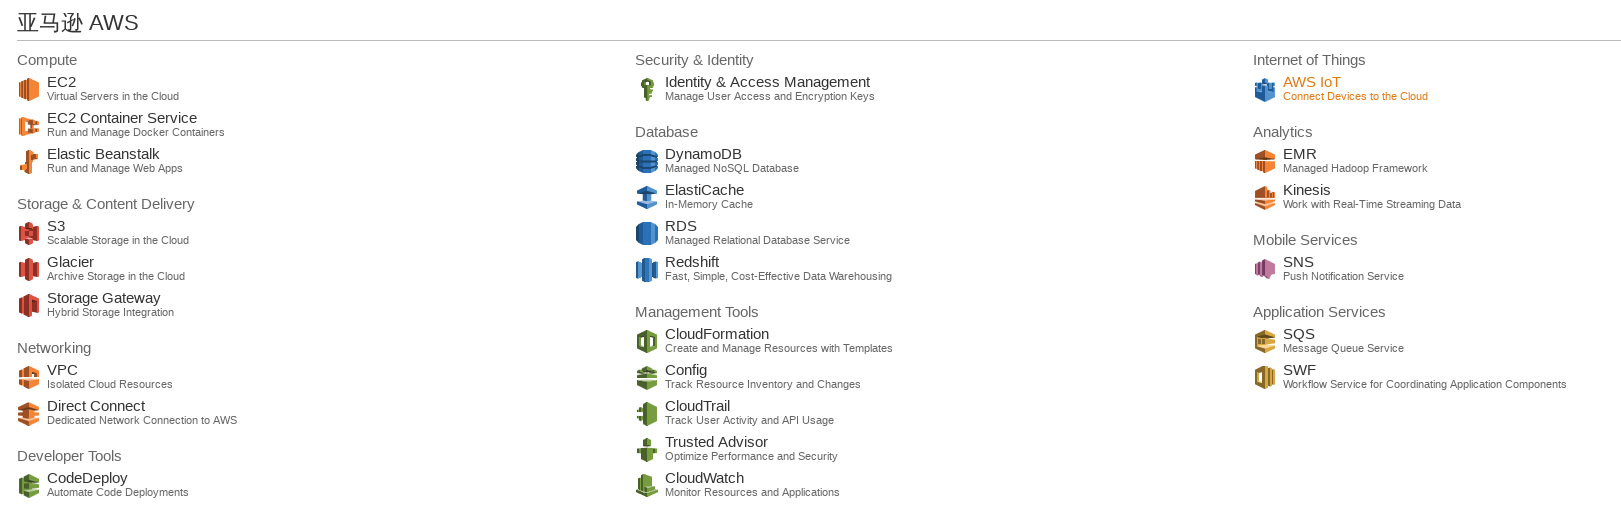 亚马逊 AWS
Compute
EC2
Virtual Servers in the Cloud
EC2 Container Service
Run and Manage Docker Containers
Elastic Beanstalk
Run and Manage Web Apps
Storage & Content Delivery
S3
Scalable Storage in the Cloud
Glacier
Archive Storage in the Cloud
Storage Gateway
Hybrid Storage Integration
Networking
VPC
Isolated Cloud Resources
Direct Connect
Dedicated Network Connection to AWS
Developer Tools
CodeDeploy
Automate Code Deployments
Security & Identity
Identity & Access Management
Manage User Access and Encryption Keys
Database
DynamoDB
Managed NoSQL Database
ElastiCache
In-Memory Cache
RDS
Managed Relational Database Service
Redshift
Fast, Simple, Cost-Effective Data Warehousing
Management Tools
CloudFormation
Create and Manage Resources with Templates
Config
Track Resource Inventory and Changes
CloudTrail
Track User Activity and API Usage
Trusted Advisor
Optimize Performance and Security
CloudWatch
Monitor Resources and Applications
Internet of Things
AWS IoT
Connect Devices to the Cloud
Analytics
EMR
Managed Hadoop Framework
Kinesis
Work with Real-Time Streaming Data
Mobile Services
SNS
Push Notification Service
Application Services
SQS
Message Queue Service
SWF
Workflow Service for Coordinating Application Components